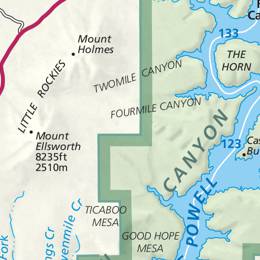 Mount
Holmes
133
THE
HORN
LITTLE ROCKIES
TWOMILE CANYON
FOURMILE CANYON
Mount
Ellsworth
8235ft
2510m
CANYON
123
POWELL
TICABOO
MESA
GOOD HOPE
MESA
Cr
Fork